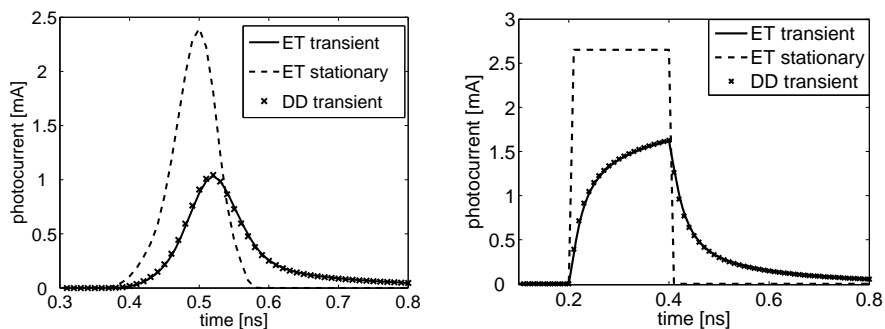 2.5
2
1.5
1
0.5
0
photocurrent [mA]
ET transient
ET stationary
DD transient
0.3 0.4 0.5 0.6 0.7 0.8
time [ns]
3
2.5
2
1.5
1
0.5
0
photocurrent [mA]
ET transient
ET stationary
DD transient
0.2 0.4 0.6 0.8
time [ns]